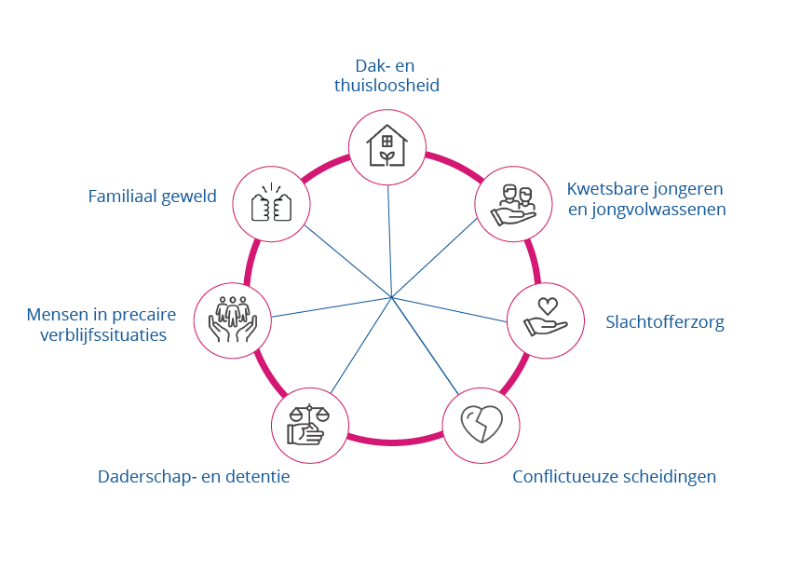 Dak- en
thuisloosheid
Kwetsbare jongeren
en jongvolwassenen
Familiaal geweld
Mensen in precaire
verblijfssituaties
Slachtofferzorg
Daderschap- en detentie
Conflictueuze scheidingen